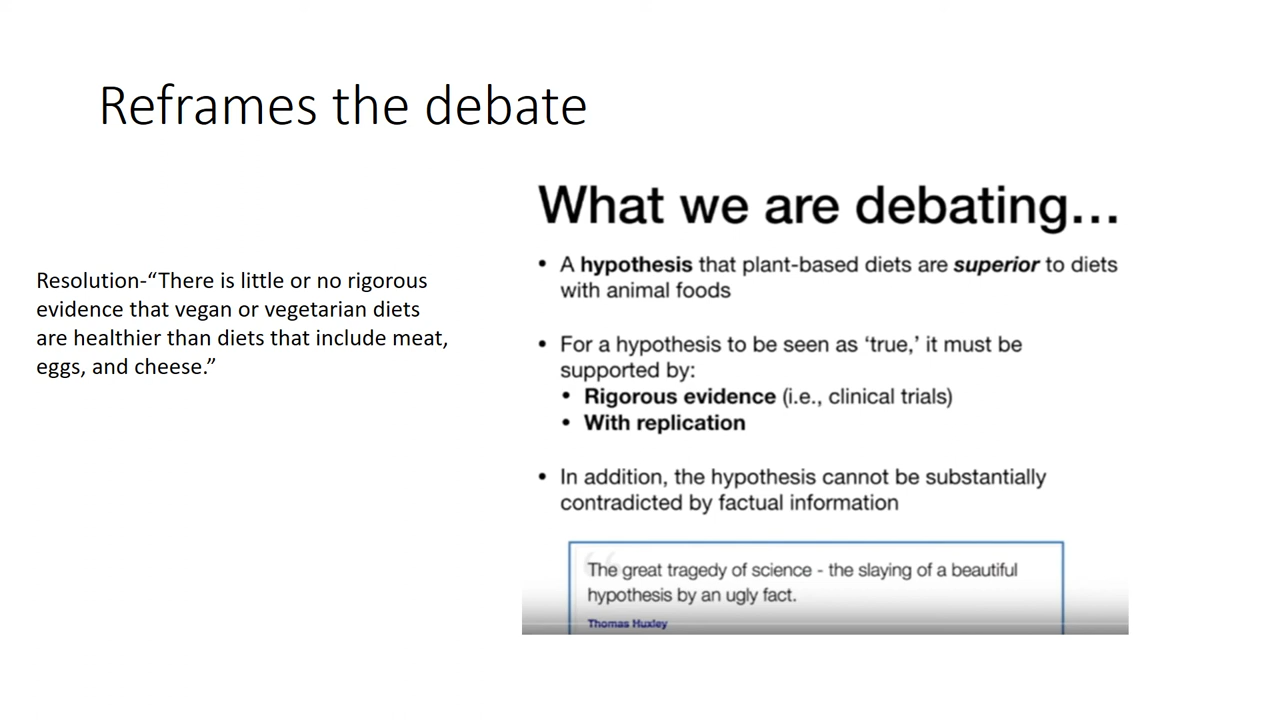 Reframes the debate
Resolution-“There is little or no rigorous
evidence that vegan or vegetarian diets
are healthier than diets that include meat,
eggs, and cheese.”
What we are debating…
• A hypothesis that plant-based diets are superior to diets
with animal foods
• For a hypothesis to be seen as ‘true,’ it must be
supported by:
• Rigorous evidence (i.e., clinical trials)
• With replication
• In addition, the hypothesis cannot be substantially
contradicted by factual information
“
The great tragedy of science - the slaying of a beautiful
hypothesis by an ugly fact.
Thomas Huxley